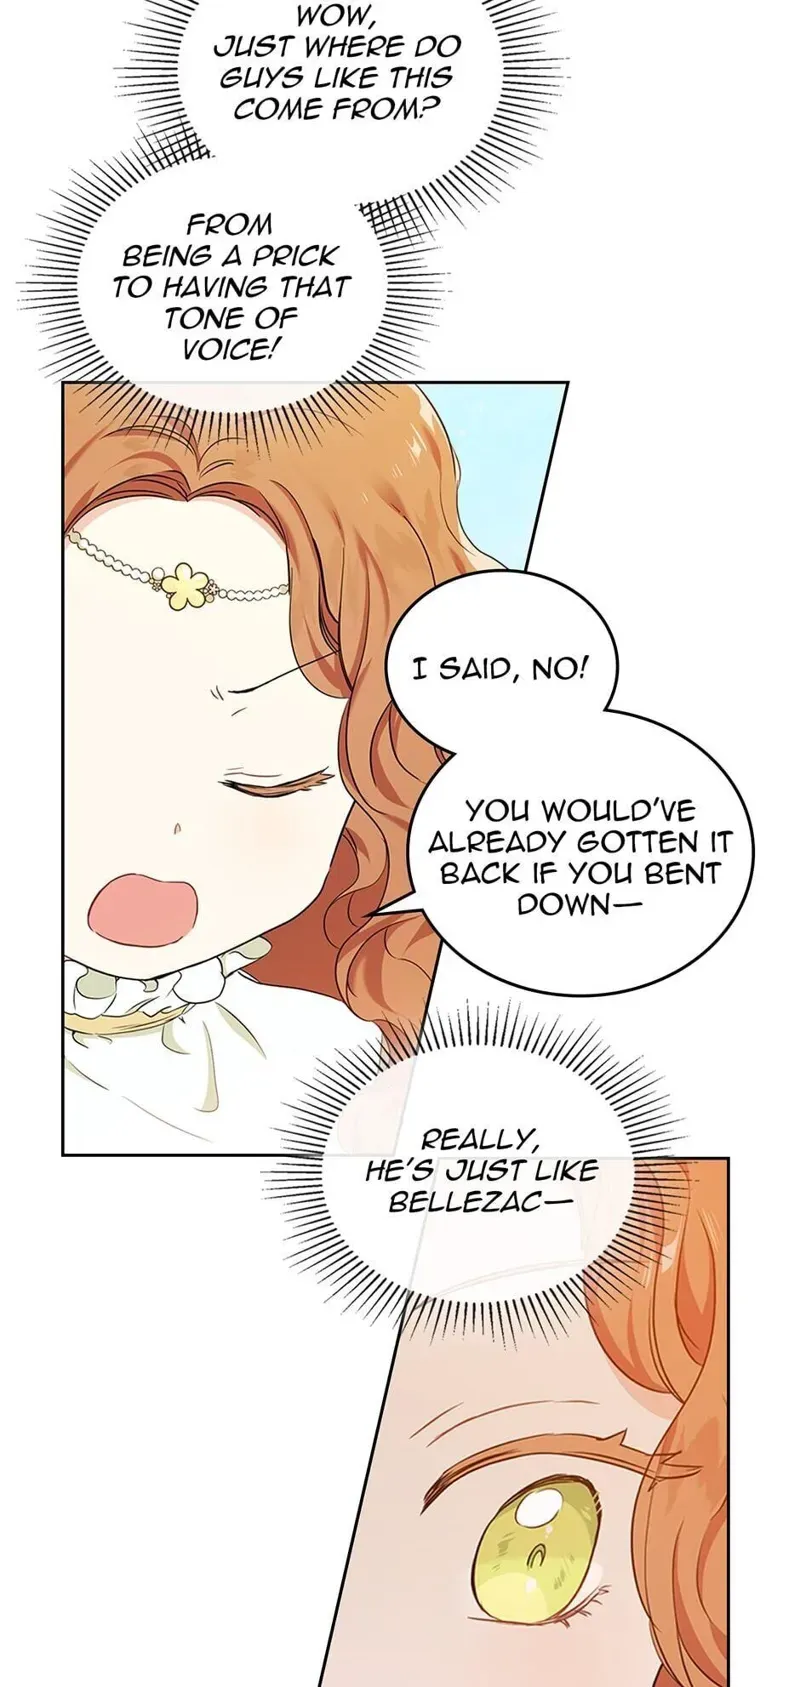 WOW,
JUST WHERE DO
GUYS LIKE THIS
COME FROM?
FROM
BEING A PRICK
TO HAVING THAT
TONE OF
VOICE!
I SAID, NO!
YOU WOULD'VE
ALREADY GOTTEN IT
BACK IF YOU BENT
DOWN—
REALLY,
HE'S JUST LIKE
BELLEZAC—